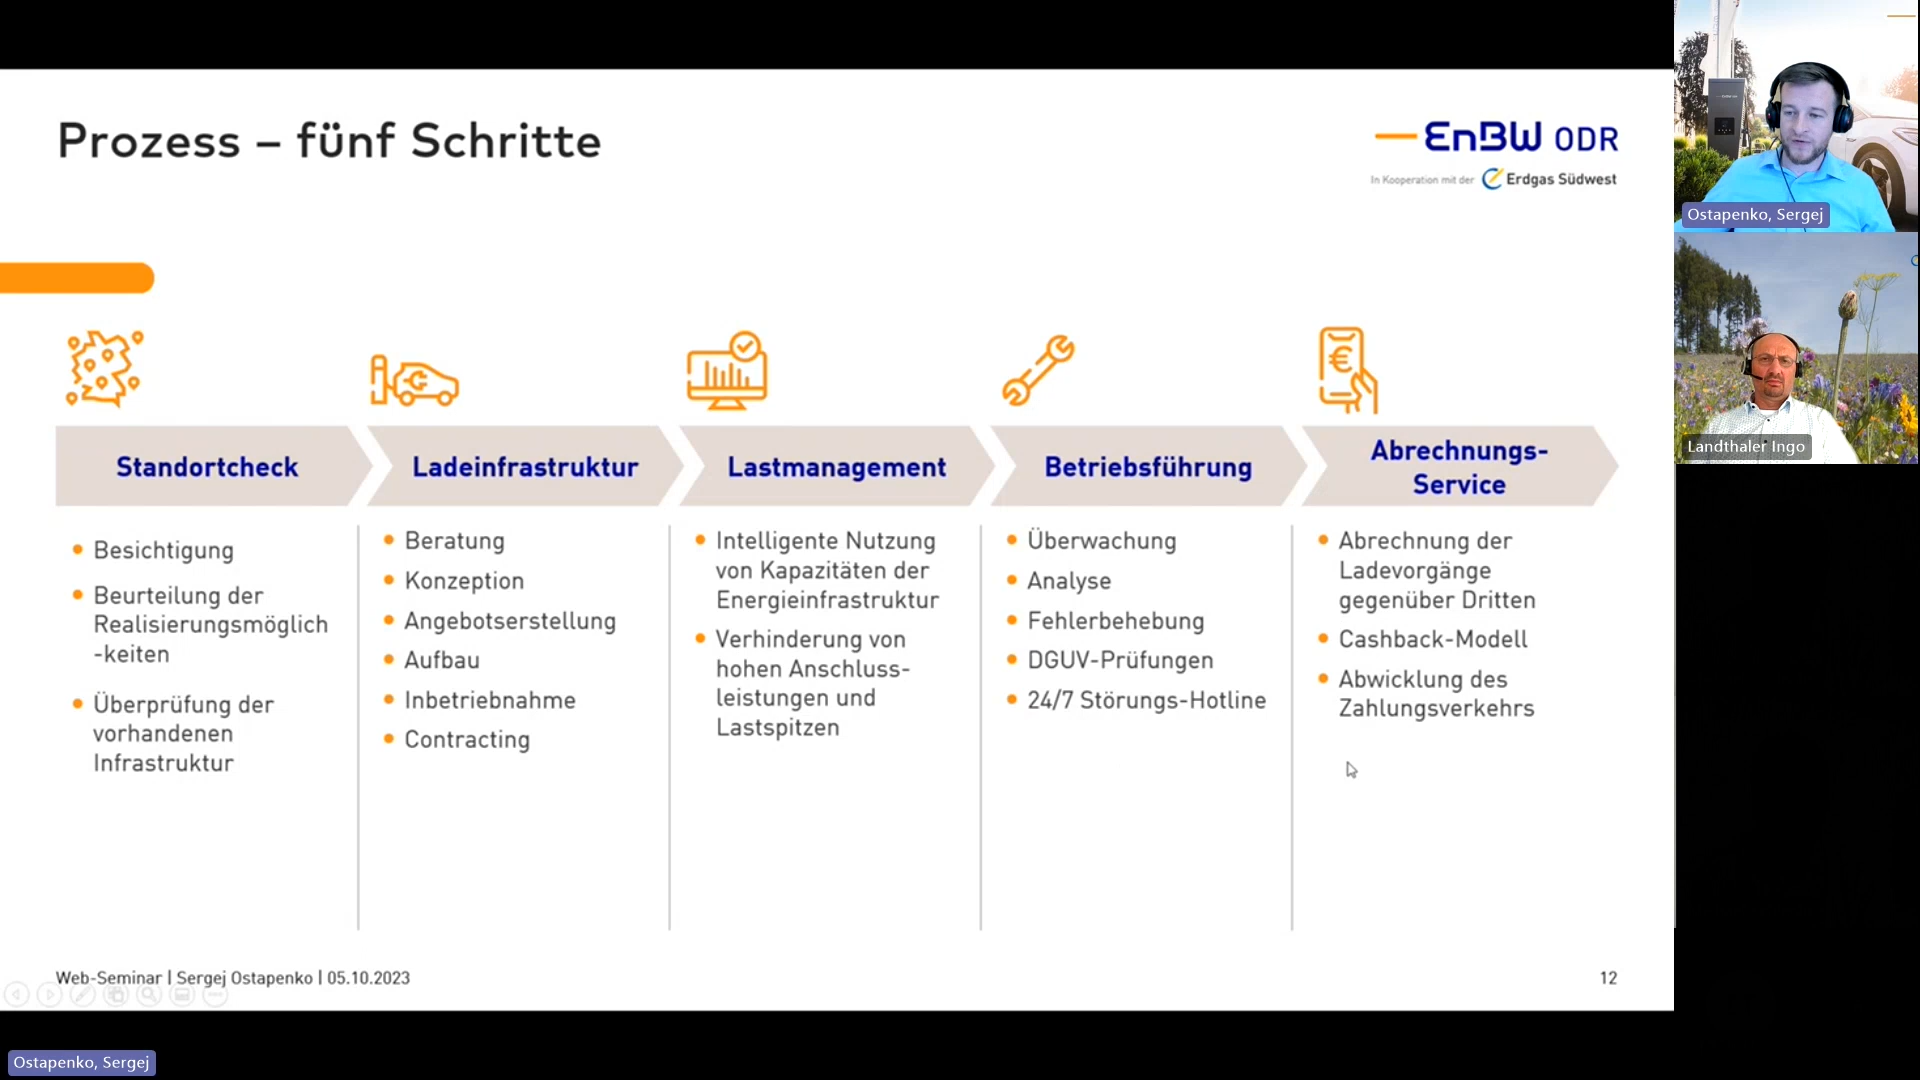 Prozess – fünf Schritte
EnBW ODR
In Kooperation mit der Erdgas Südwest
Standortcheck
Ladeinfrastruktur
Lastmanagement
Betriebsführung
Abrechnungs-
Service
Besichtigung
Beurteilung der
Realisierungsmöglich
-keiten
Überprüfung der
vorhandenen
Infrastruktur
Beratung
Konzeption
Angebotserstellung
Aufbau
Inbetriebnahme
Contracting
Intelligente Nutzung
von Kapazitäten der
Energieinfrastruktur
Verhinderung von
hohen Anschluss-
leistungen und
Lastspitzen
Überwachung
Analyse
Fehlerbehebung
DGUV-Prüfungen
24/7 Störungs-Hotline
€
Abrechnung der
Ladevorgänge
gegenüber Dritten
Cashback-Modell
Abwicklung des
Zahlungsverkehrs
Web-Seminar | Sergej Ostapenko | 05.10.2023
12
Ostapenko, Sergej
Landthaler Ingo
Ostapenko, Sergej